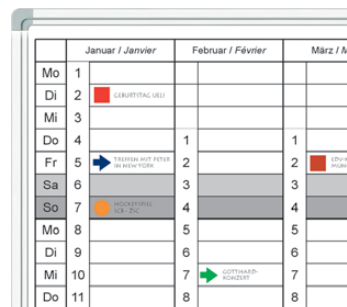 Januar / Janvier Februar / Février März / M
Mo 1
Di 2 GEBURTSTAG UELI
Mi 3
Do 4 1 1
Fr 5 TREFFEN MIT PETER 2 2 EDV-
IN NEW YORK
Sa 6 3 3
So 7 HOCKEYSPIEL 4 4
ICB - ZSC
Mo 8 5 5
Di 9 6 6
Mi 10 7 GOTTHARD- 7
KONZERT
Do 11 8 8